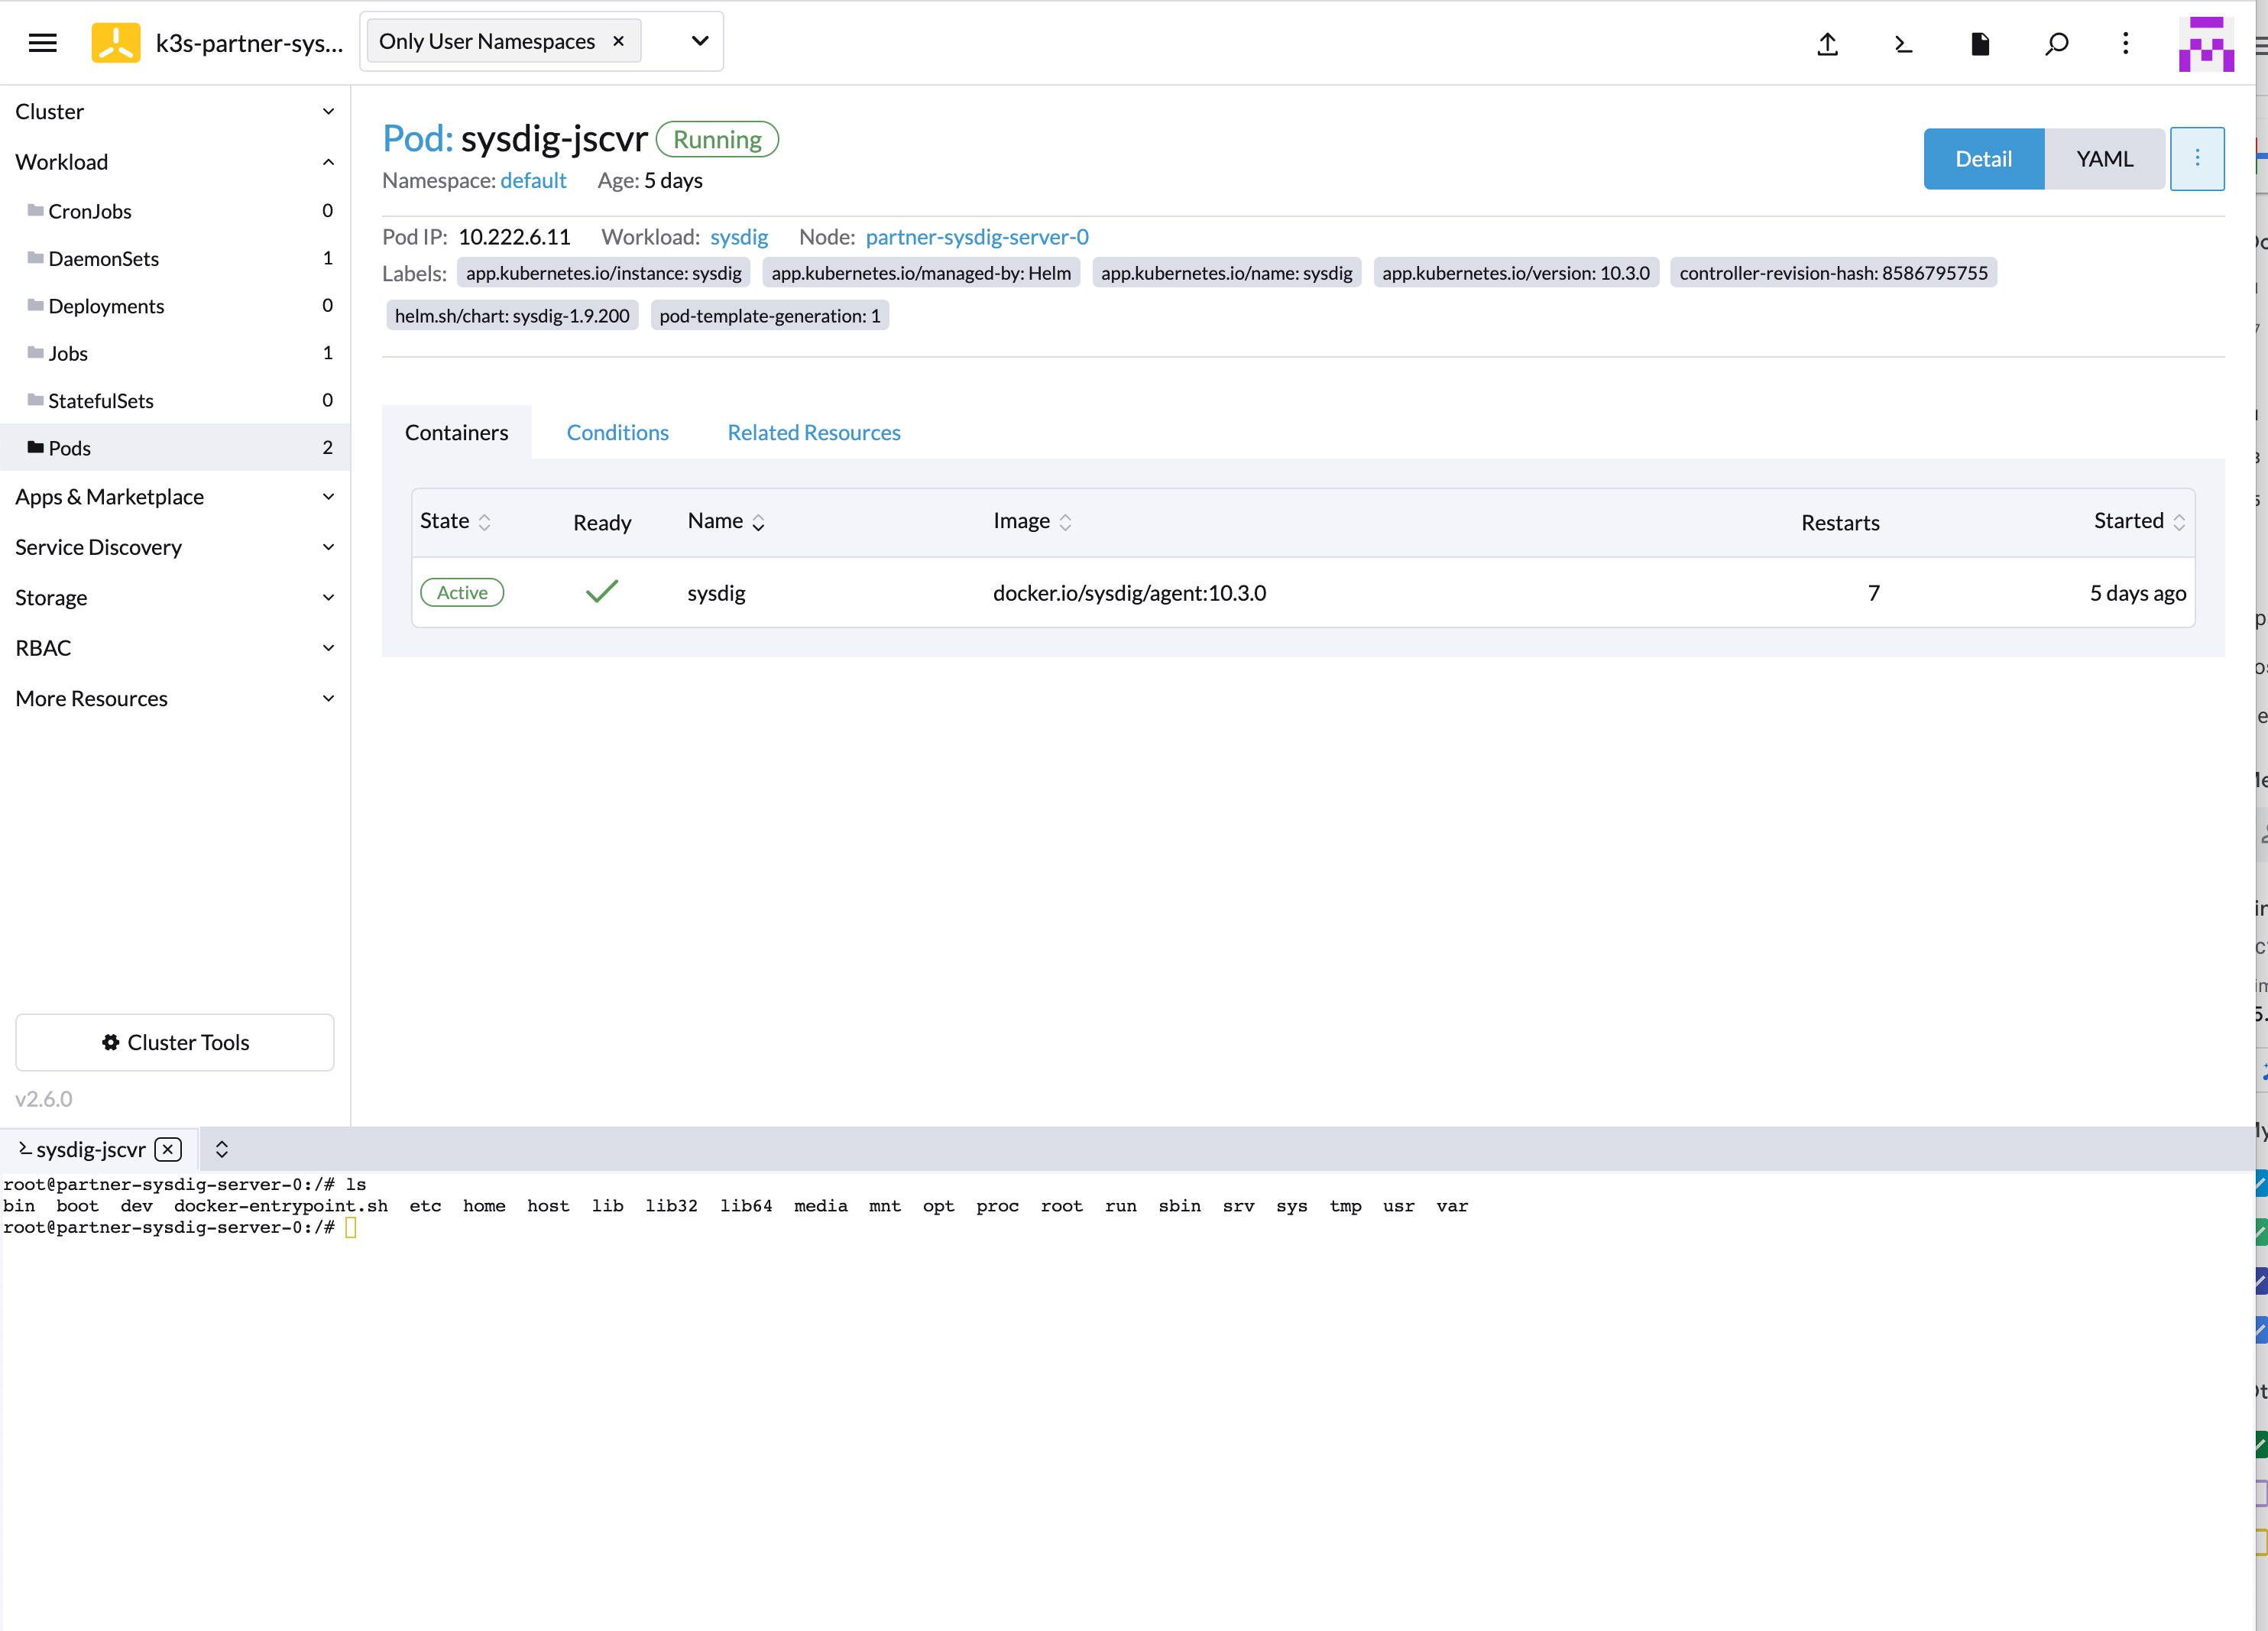 k3s-partner-sys...
Only User Namespaces ×
Cluster
Workload
CronJobs 0
DaemonSets 1
Deployments 0
Jobs 1
StatefulSets 0
Pods 2
Apps & Marketplace
Service Discovery
Storage
RBAC
More Resources
Cluster Tools
v2.6.0
Pod: sysdig-jscvr Running
Namespace: default Age: 5 days
Detail YAML
Pod IP: 10.222.6.11 Workload: sysdig Node: partner-sysdig-server-0
Labels: app.kubernetes.io/instance: sysdig app.kubernetes.io/managed-by: Helm app.kubernetes.io/name: sysdig app.kubernetes.io/version: 10.3.0 controller-revision-hash: 8586795755
helm.sh/chart: sysdig-1.9.200 pod-template-generation: 1
Containers Conditions Related Resources
State Ready Name Image Restarts Started
Active sysdig docker.io/sysdig/agent:10.3.0 7 5 days ago
sysdig-jscvr
root@partner-sysdig-server-0:/# ls
bin boot dev docker-entrypoint.sh etc home host lib lib32 lib64 media mnt opt proc root run sbin srv sys tmp usr var
root@partner-sysdig-server-0:/#